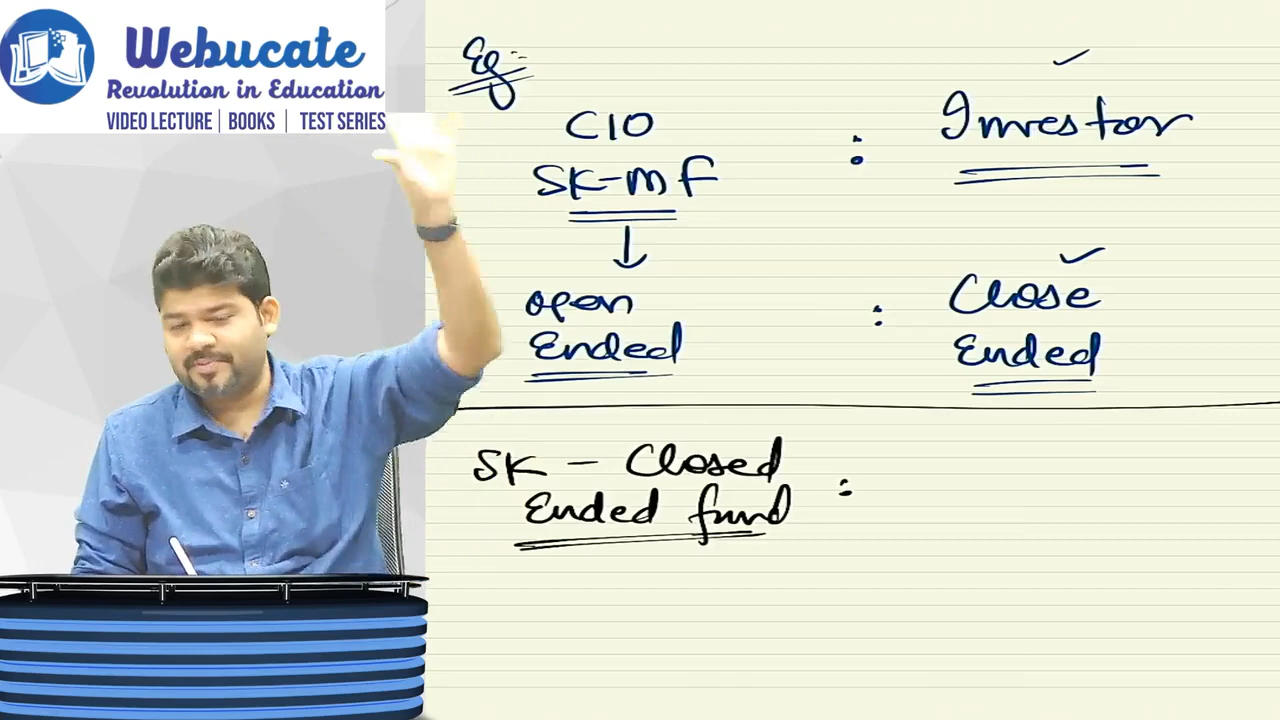 Webucate
Revolution in Education
VIDEO LECTURE | BOOKS | TEST SERIES
Eg:-
CIO : Investor
SK-MF
open : Close
Ended Ended
SK - Closed :
Ended fund